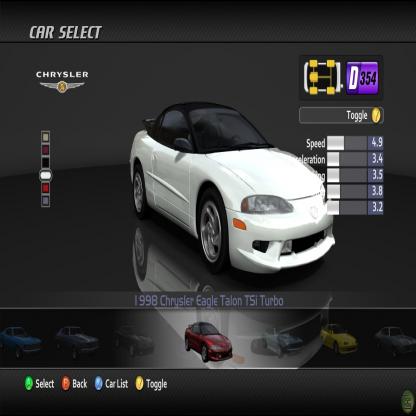 CAR SELECT
CHRYSLER
D 354
Toggle Y
Speed 4.9
celeration 3.4
3.5
3.8
3.2
1998 Chrysler Eagle Talon TSi Turbo
Select Back Car List Toggle